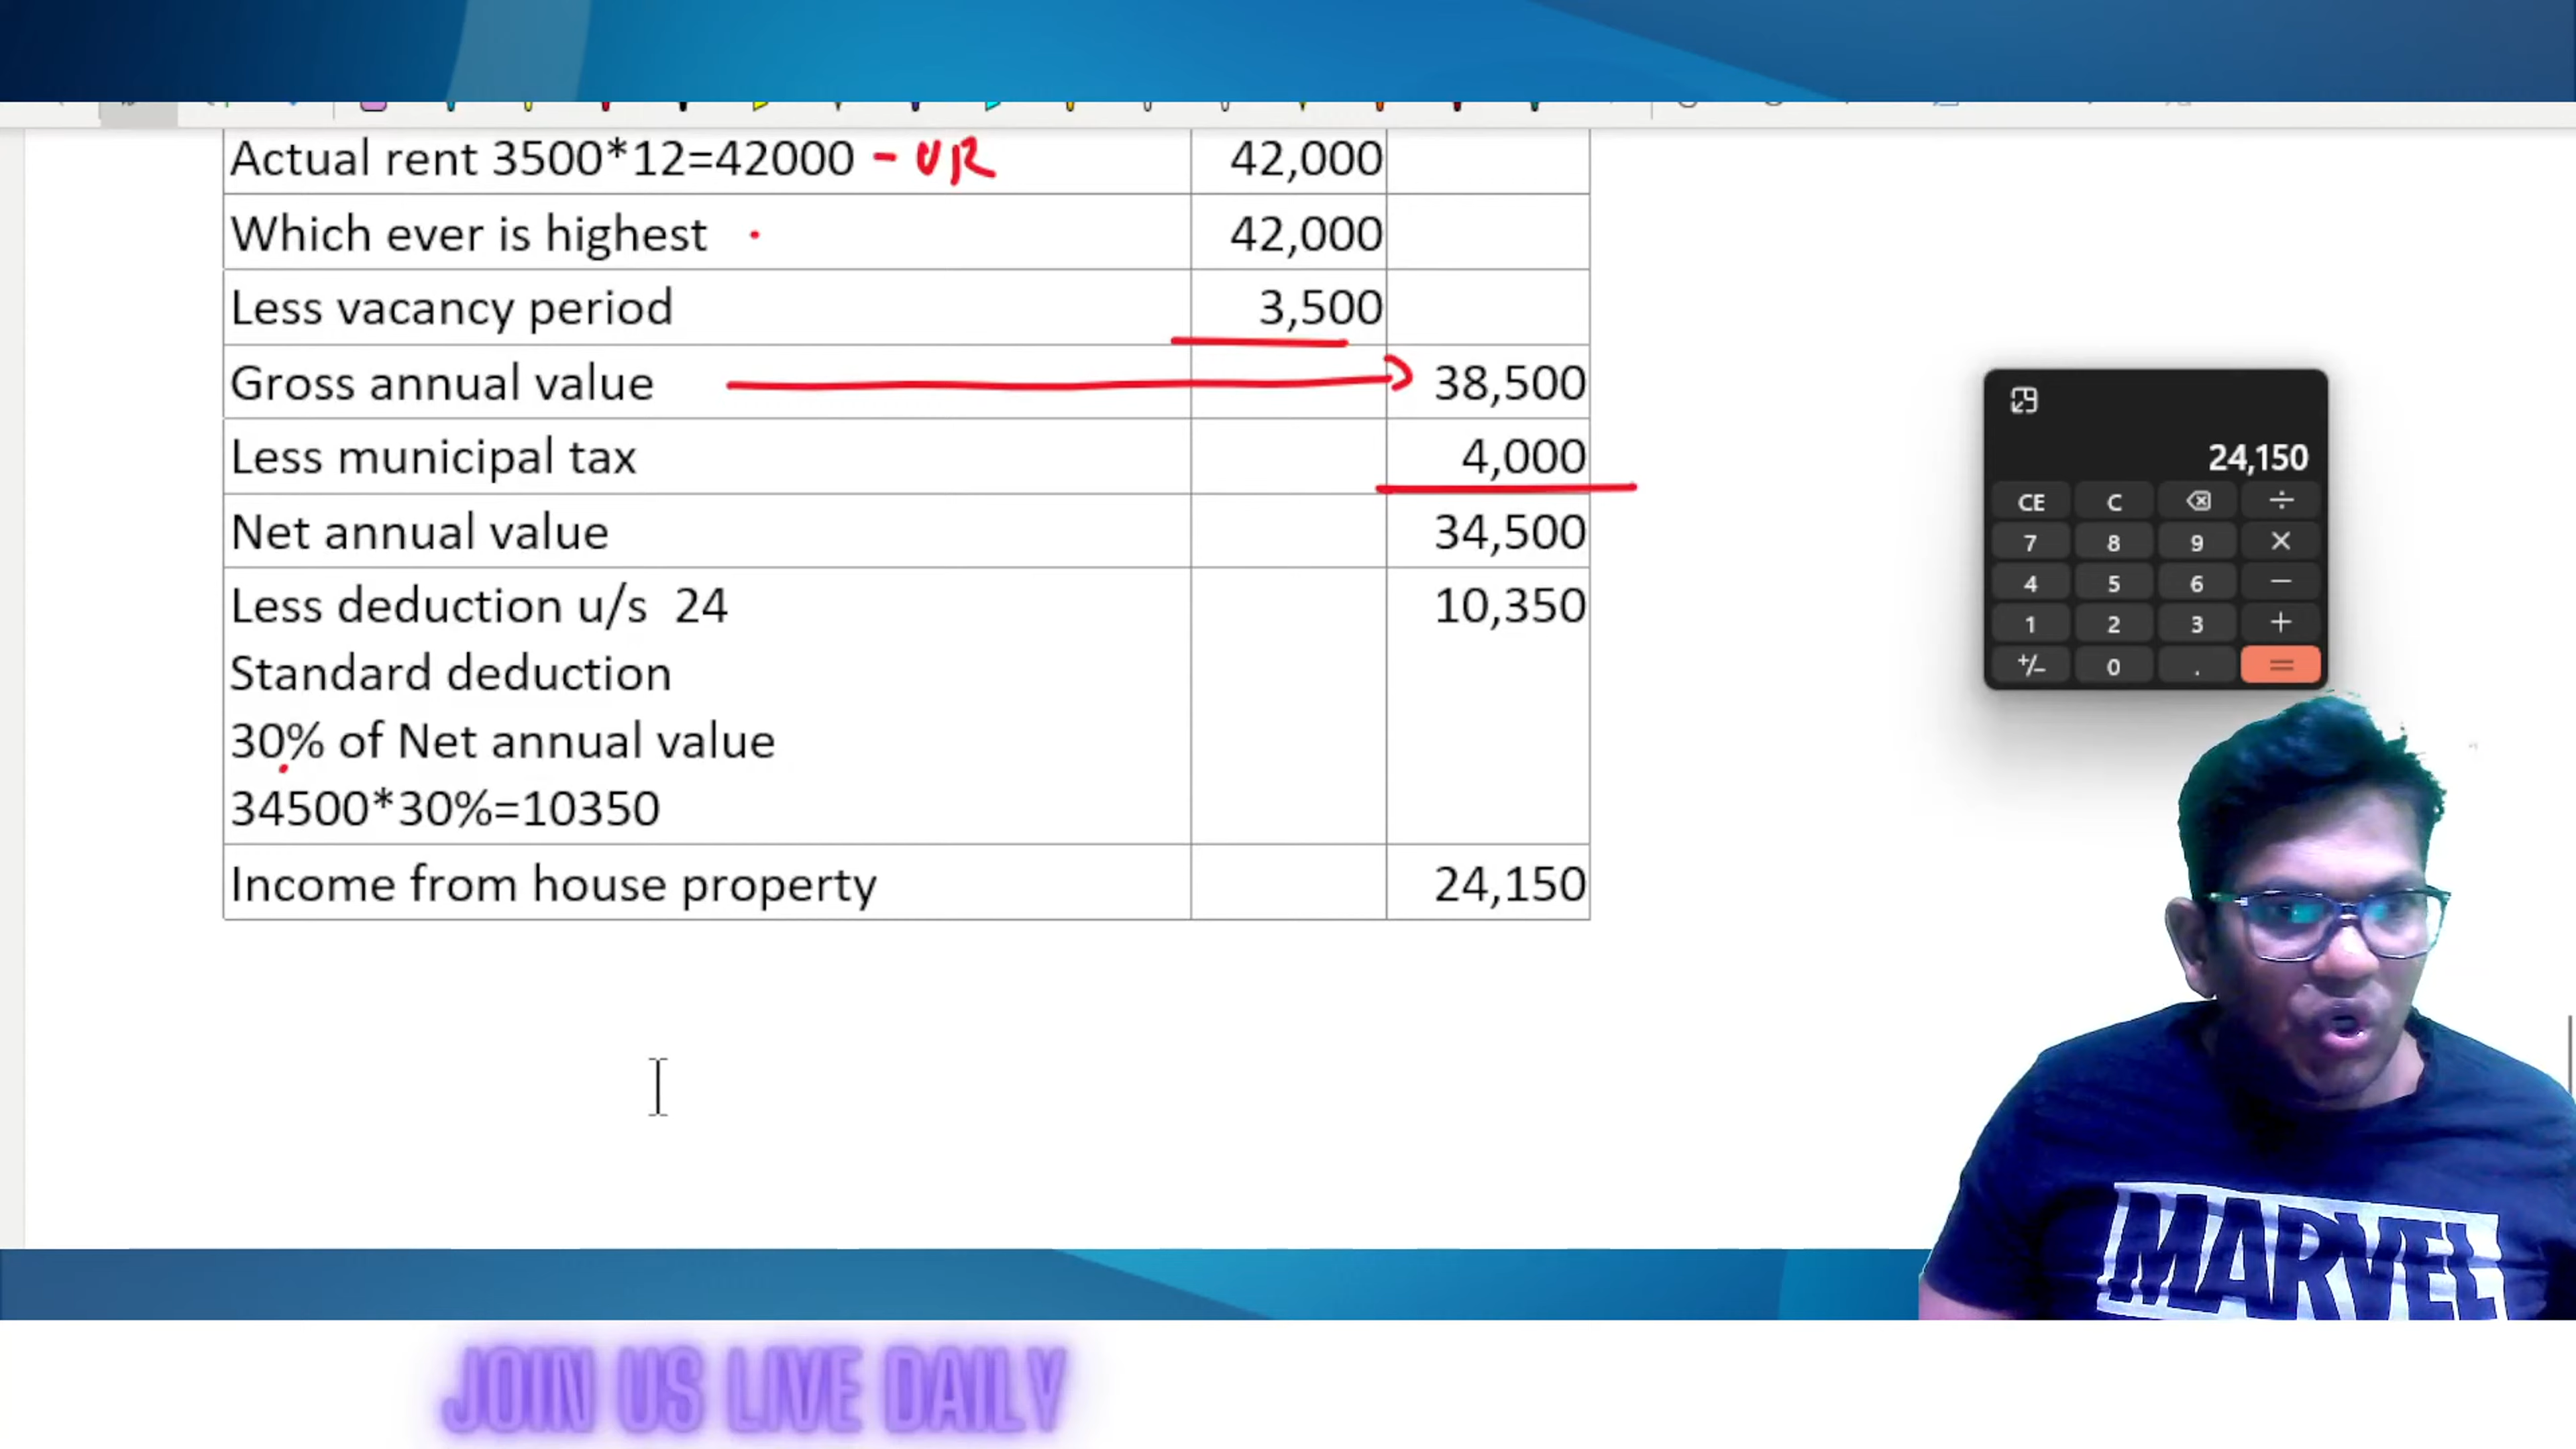 Actual rent 3500*12=42000 - UR 42,000
Which ever is highest 42,000
Less vacancy period 3,500
Gross annual value 38,500
Less municipal tax 4,000
Net annual value 34,500
Less deduction u/s 24 10,350
Standard deduction
30% of Net annual value
34500*30%=10350
Income from house property 24,150
24,150
CE C ÷
7 8 9 ×
4 5 6 −
1 2 3 +
+/− 0 . =
MARVEL
JOIN US LIVE DAILY